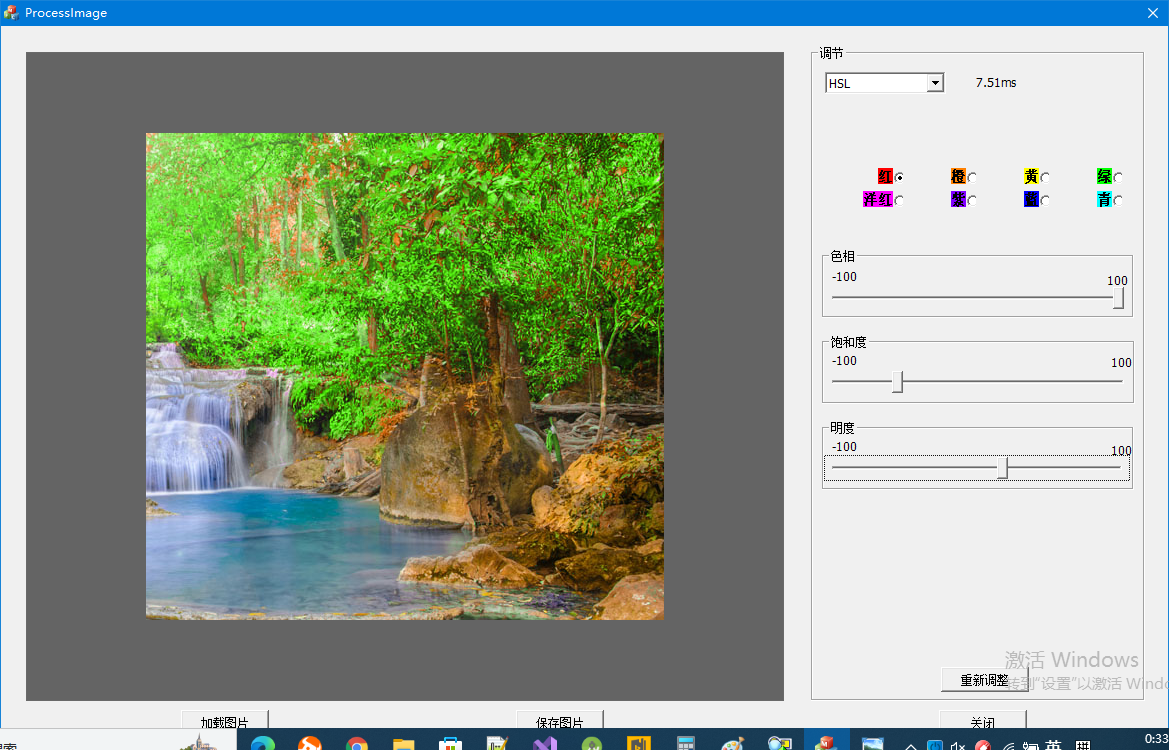 ProcessImage
调节
HSL
7.51ms
红 橙 黄 绿
洋红 紫 青
色相
-100 100
饱和度
-100 100
明度
-100 100
激活 Windows
重新调整
转到"设置"以激活 Windo
加载图片 保存图片 关闭
英 0:33